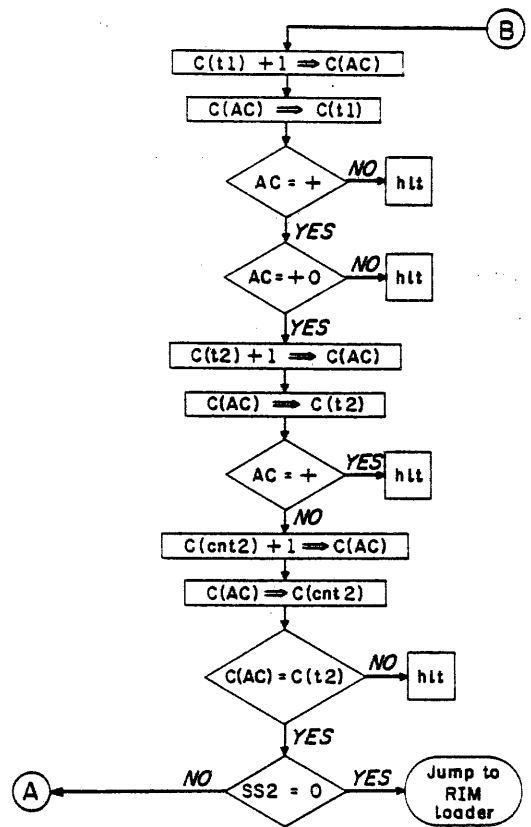 B
C(t1) +1 ⇒ C(AC)
C(AC) ⇒ C(t1)
AC = +
NO
hlt
YES
AC = +0
NO
hlt
YES
C(t2) +1 ⇒ C(AC)
C(AC) ⇒ C(t2)
AC = +
YES
hlt
NO
C(cnt2) +1 ⇒ C(AC)
C(AC) ⇒ C(cnt2)
C(AC) = C(t2)
NO
hlt
YES
A
NO
SS2 = 0
YES
Jump to
RIM
Loader